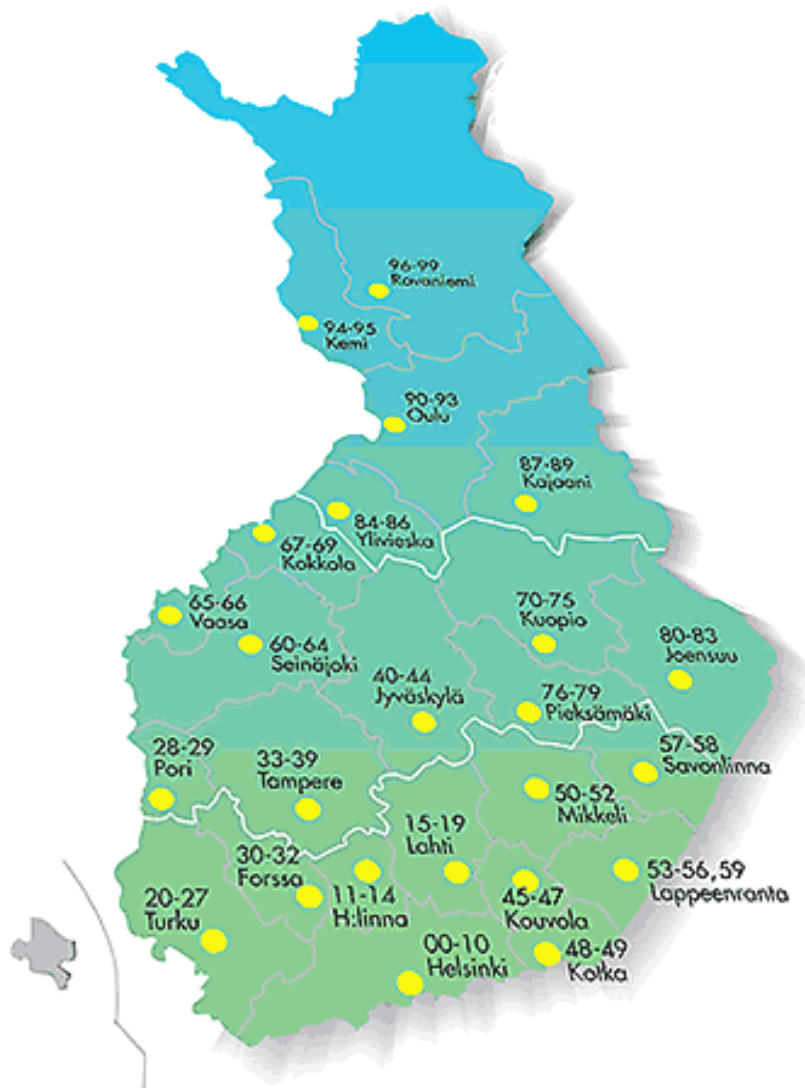 96-99
Rovaniemi
94-95
Kemi
90-93
Oulu
87-89
Kajaani
84-86
Ylivieska
67-69
Kokkola
65-66
Vaasa
60-64
Seinäjoki
70-75
Kuopio
80-83
Joensuu
40-44
Jyväskylä
76-79
Pieksämäki
57-58
Savonlinna
28-29
Pori
33-39
Tampere
50-52
Mikkeli
15-19
Lahti
30-32
Forssa
11-14
H:linna
45-47
Kouvola
53-56,59
Lappeenranta
20-27
Turku
00-10
Helsinki
48-49
Kotka